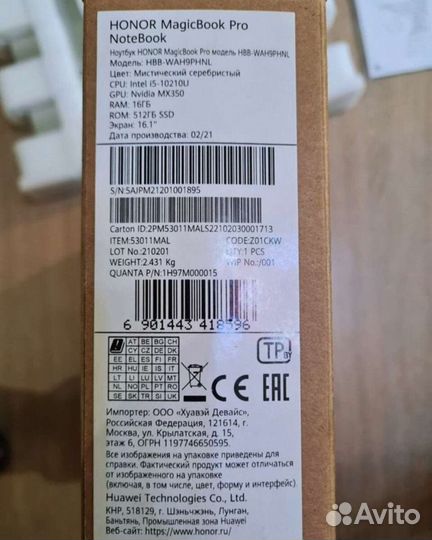 HONOR MagicBook Pro
NoteBook
Ноутбук HONOR MagicBook Pro модель HBB-WAH9PHNL
Модель: HBB-WAH9PHNL
Цвет: Мистический серебристый
CPU: Intel i5-10210U
GPU: Nvidia MX350
RAM: 16ГБ
ROM: 512ГБ SSD
Экран: 16.1"
Дата производства: 02/21
S/N:5AJPM21201001895
Carton ID:2PM53011MALS22102030001713
ITEM:53011MAL CODE:Z01CKW
LOT No.:210201 QTY:1 PCS
WEIGHT:2.431 Kg WIP No.:/001
QUANTA P/N:1H97M000015
6 901443 418596
AT BE BG CH
CY CZ DE DK
EE EL ES FI FR
HR HU IE IS IT
LT LU LI LV MT
NL NO PL PT RO
SE SK TR SI UK
TP BY
CE EAC
Импортер: ООО «Хуавэй Девайс»,
Российская Федерация, 121614, г.
Москва, ул. Крылатская, д. 15,
этаж 6, ОГРН 1197746650595.
Все изображения на упаковке приведены для
справки. Фактический продукт может отличаться
от изображенного на упаковке
(включая, в том числе, цвет, форму и интерфейс).
Huawei Technologies Co., Ltd.
КНР, 518129, г. Шэньчжэнь, Лунган,
Баньтянь, Промышленная зона Huawei
Вебсайт: https://www.honor.ru/
Avito